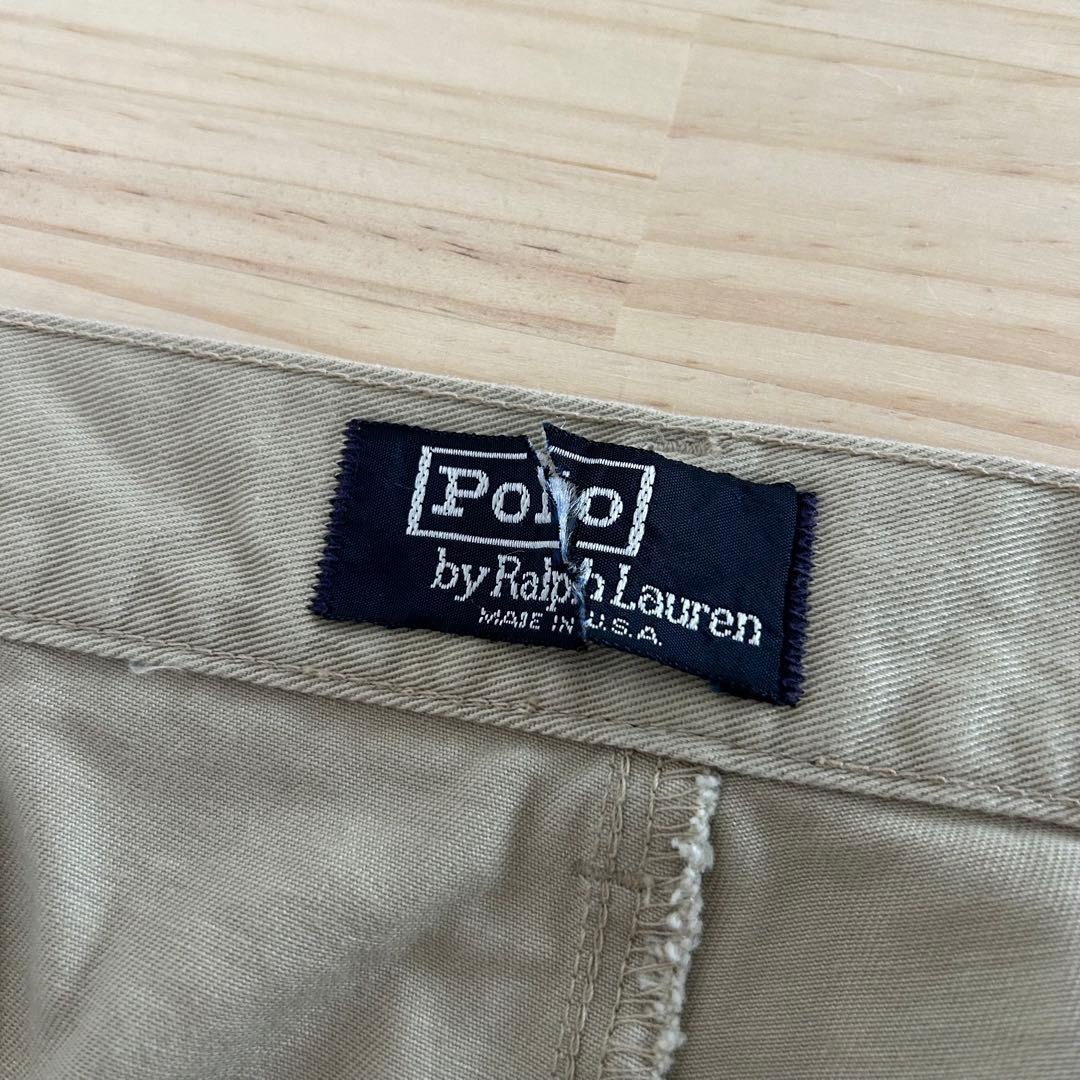 Polo
by Ralph Lauren
MADE IN U.S.A.